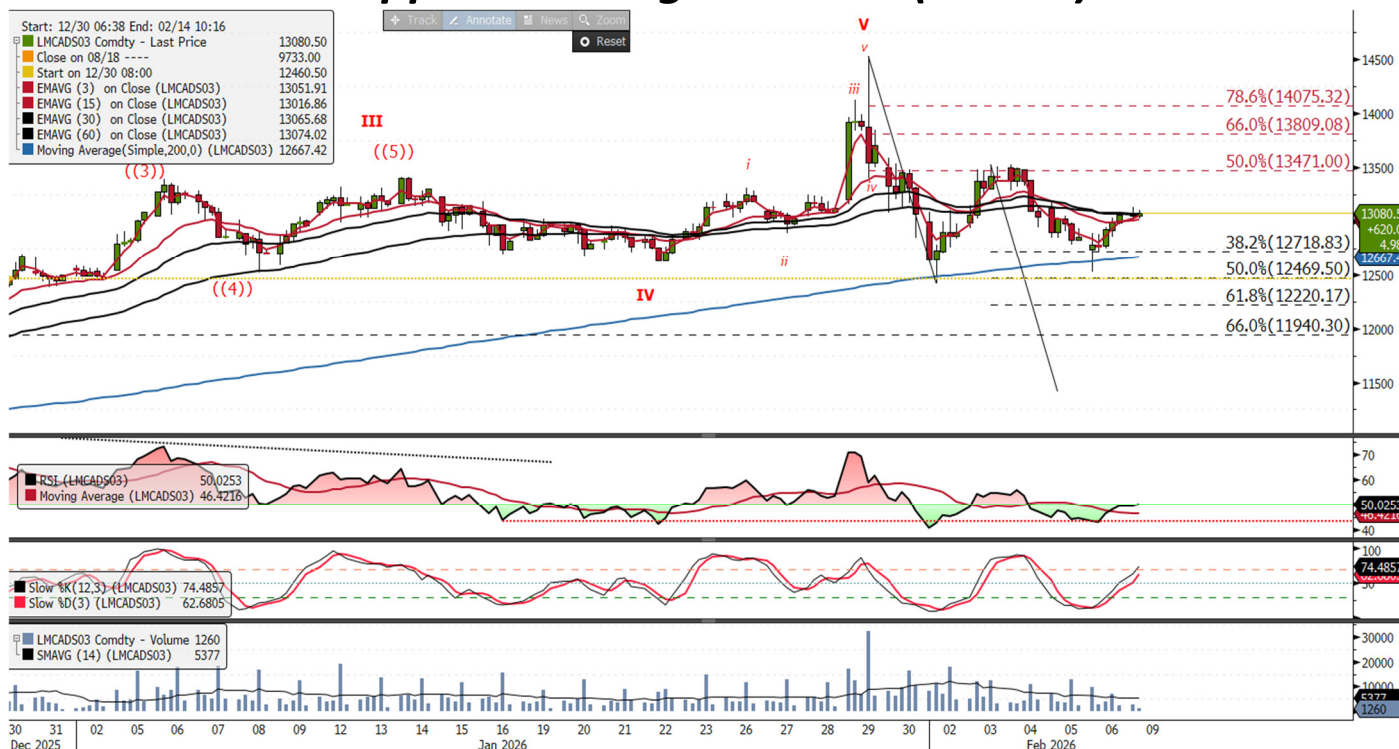 Start: 12/30 06:38 End: 02/14 10:16
LMCADS03 Comdty - Last Price 13080.50
Close on 08/18 ---- 9733.00
Start on 12/30 08:00 12460.50
EMAVG (3) on Close (LMCADS03) 13051.91
EMAVG (15) on Close (LMCADS03) 13016.86
EMAVG (30) on Close (LMCADS03) 13065.68
EMAVG (60) on Close (LMCADS03) 13074.02
Moving Average(Simple,200,0) (LMCADS03) 12667.42
Track Annotate News Zoom
Reset
V
v
iii
III
((5))
((3))
i
iv
ii
((4))
IV
78.6%(14075.32)
66.0%(13809.08)
50.0%(13471.00)
38.2%(12718.83)
50.0%(12469.50)
61.8%(12220.17)
66.0%(11940.30)
14500
14000
13500
13080.5
+620.0
4.98
12667.4
12500
12000
11500
RSI (LMCADS03) 50.0253
Moving Average (LMCADS03) 46.4216
70
60
50.0253
46.4216
40
Slow %K(12,3) (LMCADS03) 74.4857
Slow %D(3) (LMCADS03) 62.6805
100
74.4857
50
LMCADS03 Comdty - Volume 1260
SMAVG (14) (LMCADS03) 5377
30000
20000
10000
5377
1260
30 31 02 05 06 07 08 09 12 13 14 15 16 19 20 21 22 23 26 27 28 29 30 02 03 04 05 06 09
Dec 2025 Jan 2026 Feb 2026